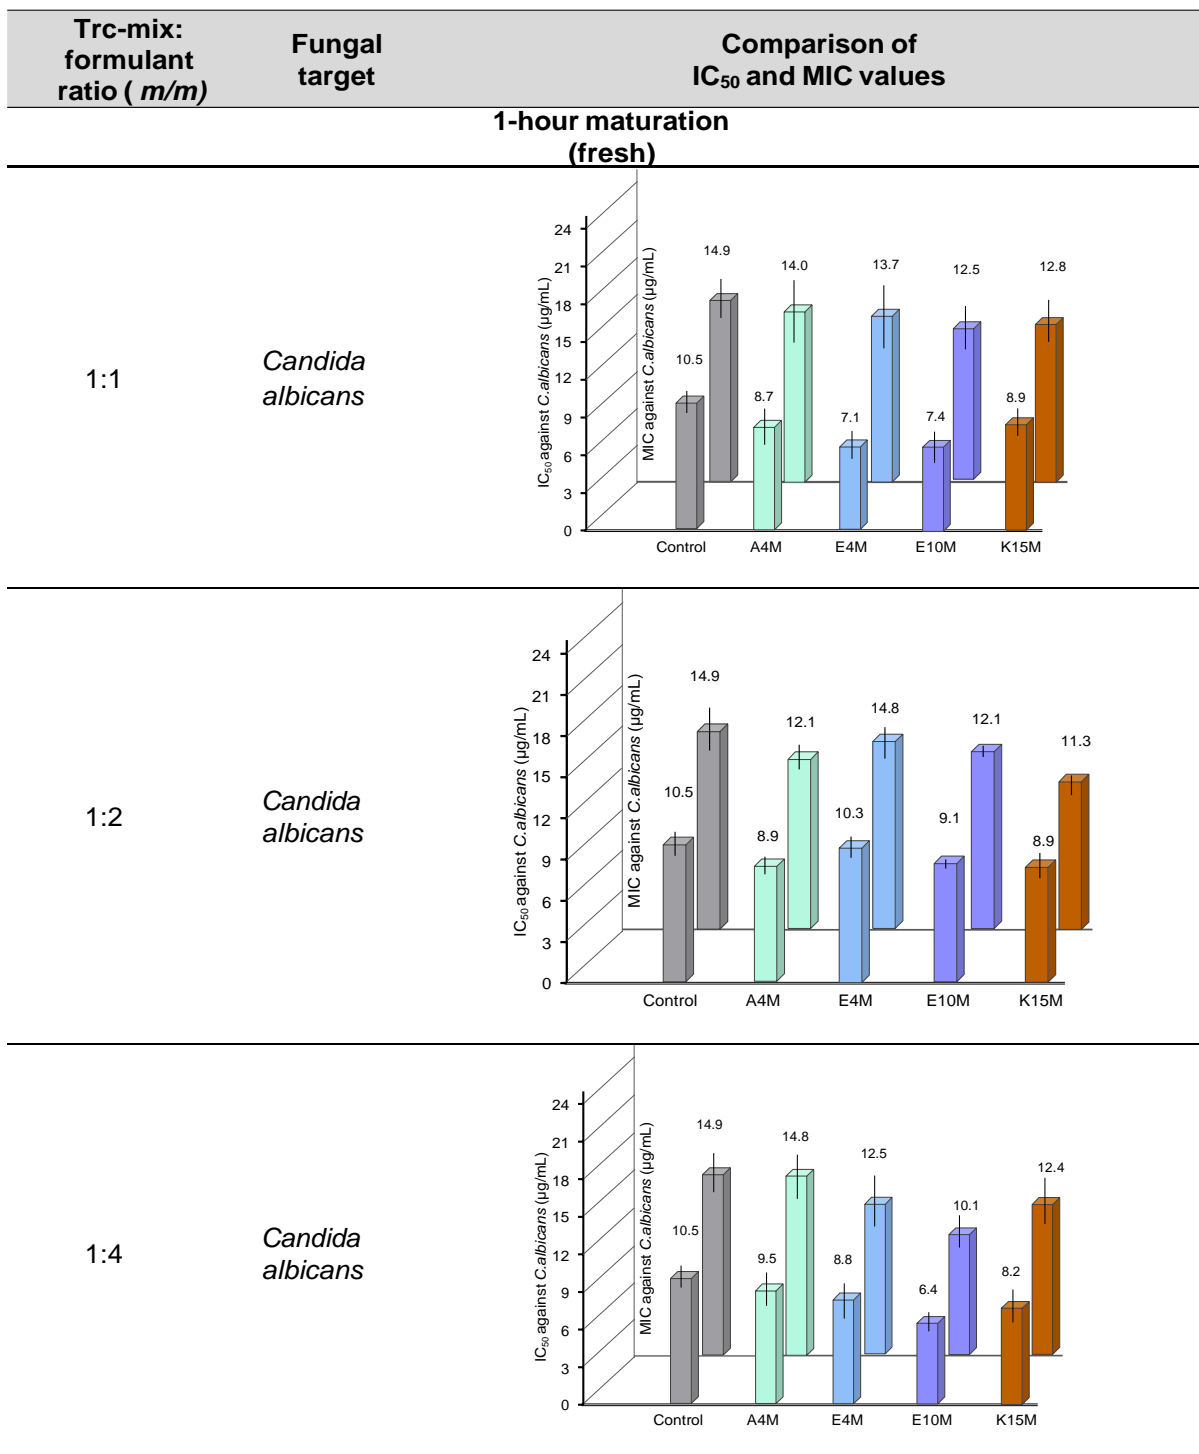 Trc-mix:
formulant
ratio ( m/m)
Fungal
target
Comparison of
IC50 and MIC values
1-hour maturation
(fresh)
1:1
Candida
albicans
IC50 against C.albicans (µg/mL)
MIC against C.albicans (µg/mL)
24
21
18
15
12
9
6
3
0
14.9
14.0
13.7
12.5
12.8
10.5
8.7
7.1
7.4
8.9
Control A4M E4M E10M K15M
1:2
Candida
albicans
IC50 against C.albicans (µg/mL)
MIC against C.albicans (µg/mL)
24
21
18
15
12
9
6
3
0
14.9
12.1
14.8
12.1
11.3
10.5
8.9
10.3
9.1
8.9
Control A4M E4M E10M K15M
1:4
Candida
albicans
IC50 against C.albicans (µg/mL)
MIC against C.albicans (µg/mL)
24
21
18
15
12
9
6
3
0
14.9
14.8
12.5
10.1
12.4
10.5
9.5
8.8
6.4
8.2
Control A4M E4M E10M K15M